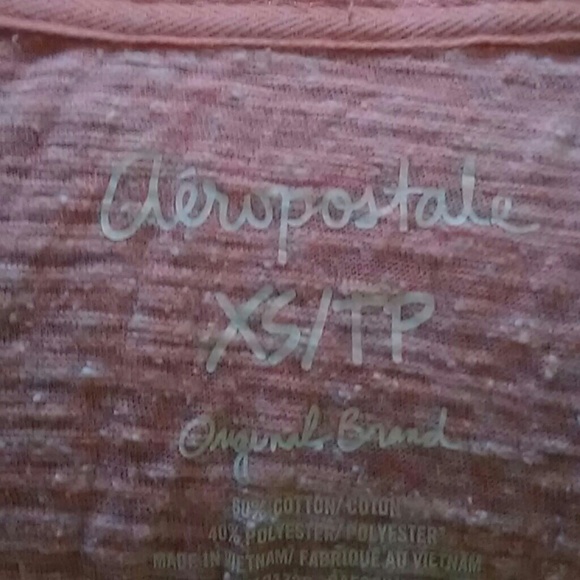 Aéropostale
XS/TP
Original Brand
60% COTTON/COTON
40% POLYESTER/POLYESTER
MADE IN VIETNAM/ FABRIQUE AU VIETNAM